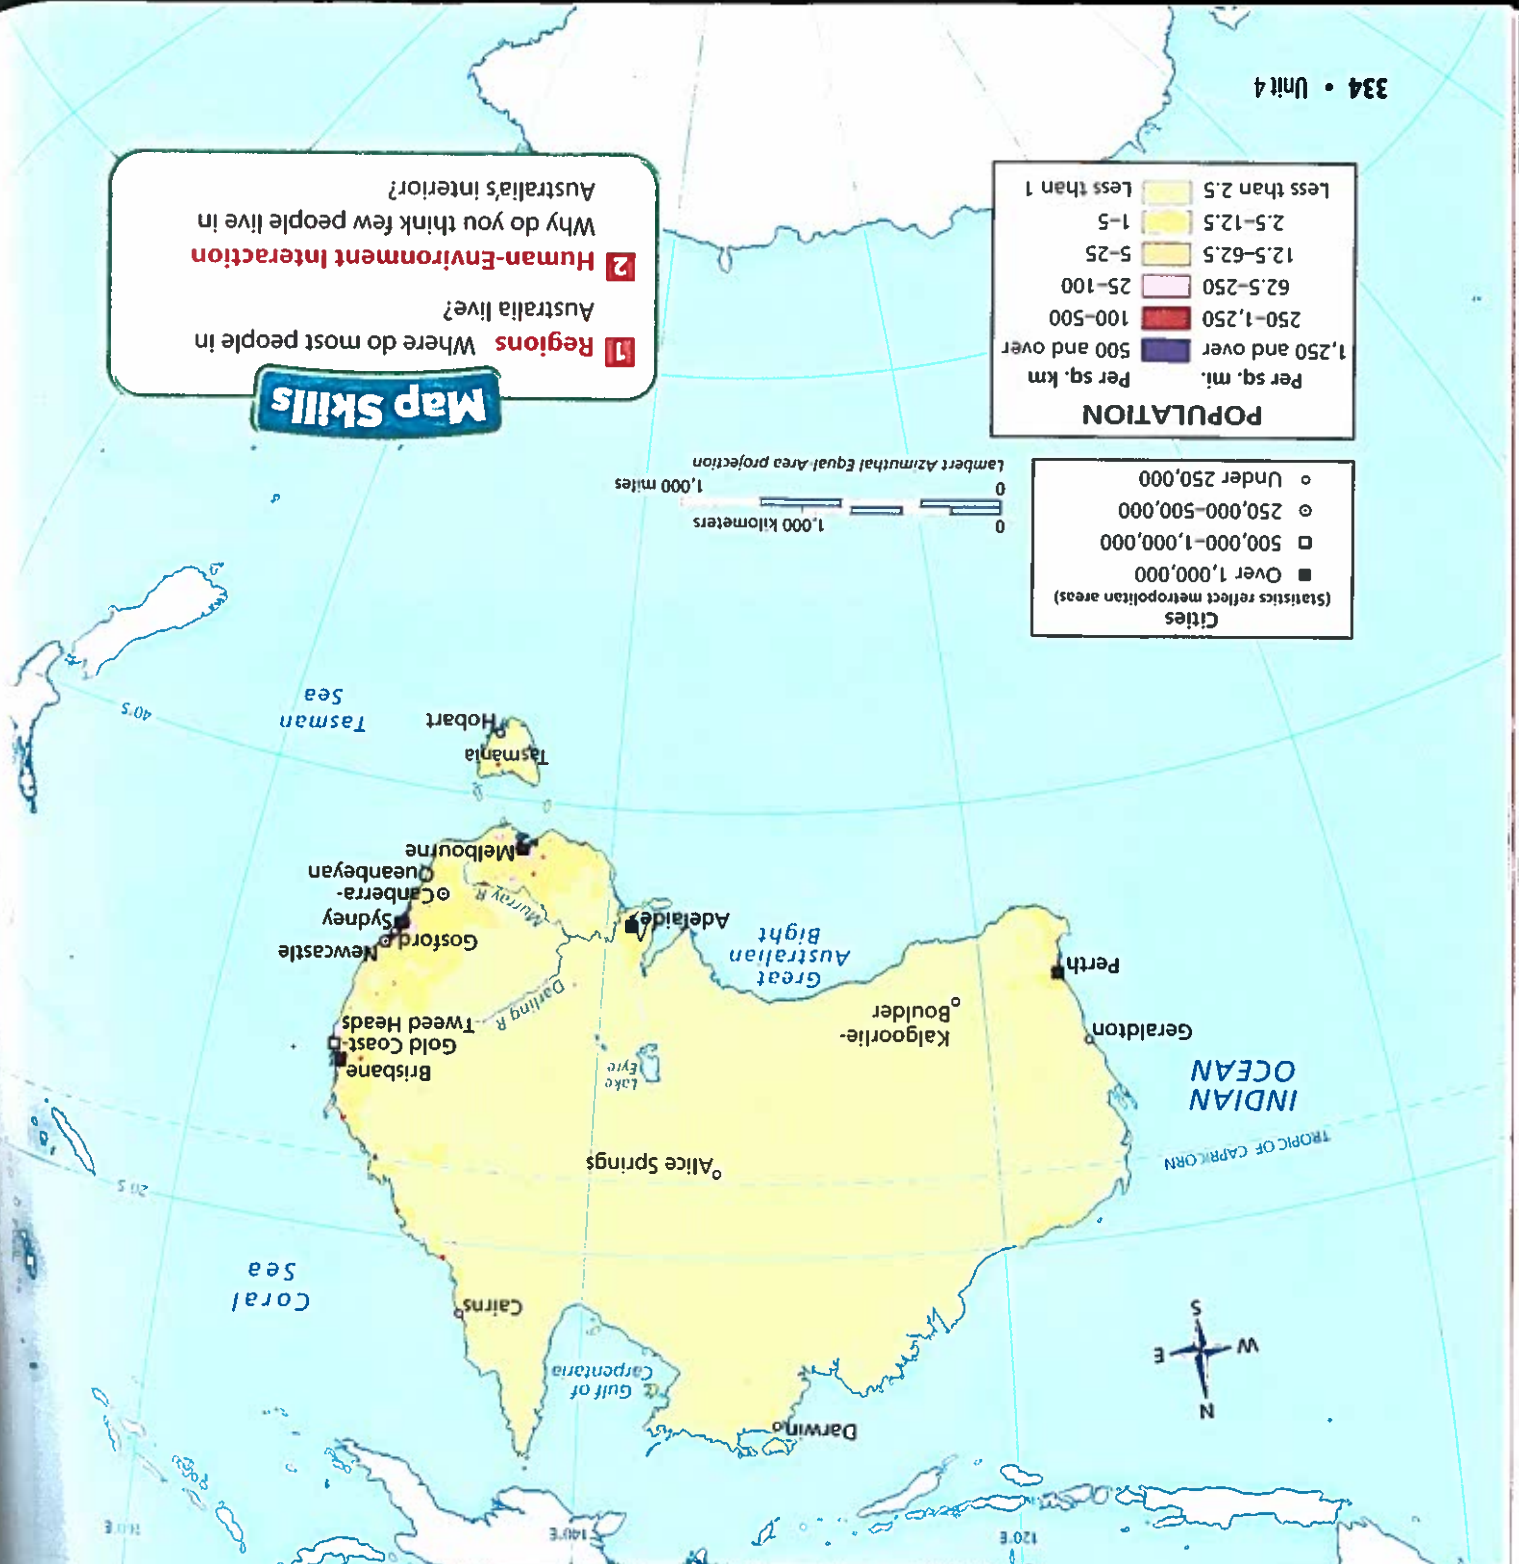 120°E
140°E
160°E
Darwin
Gulf of
Carpentaria
Cairns
Coral
Sea
N
W
E
S
20°S
TROPIC OF CAPRICORN
Alice Springs
INDIAN
OCEAN
Lake
Eyre
Brisbane
Gold Coast-
Tweed Heads
Geraldton
Kalgoorlie-
Boulder
Darling R
Perth
Great
Australian
Bight
Newcastle
Gosford
Sydney
Adelaide
Murray R
Canberra-
Queanbeyan
Melbourne
Tasmania
Hobart
Tasman
Sea
40°S
Cities
(Statistics reflect metropolitan areas)
Over 1,000,000
500,000–1,000,000
250,000–500,000
Under 250,000
0 1,000 kilometers
0 1,000 miles
Lambert Azimuthal Equal-Area projection
POPULATION
Per sq. mi. Per sq. km
1,250 and over 500 and over
250–1,250 100–500
62.5–250 25–100
12.5–62.5 5–25
2.5–12.5 1–5
Less than 2.5 Less than 1
Map Skills
1 Regions Where do most people in
Australia live?
2 Human-Environment Interaction
Why do you think few people live in
Australia's interior?
334 • Unit 4